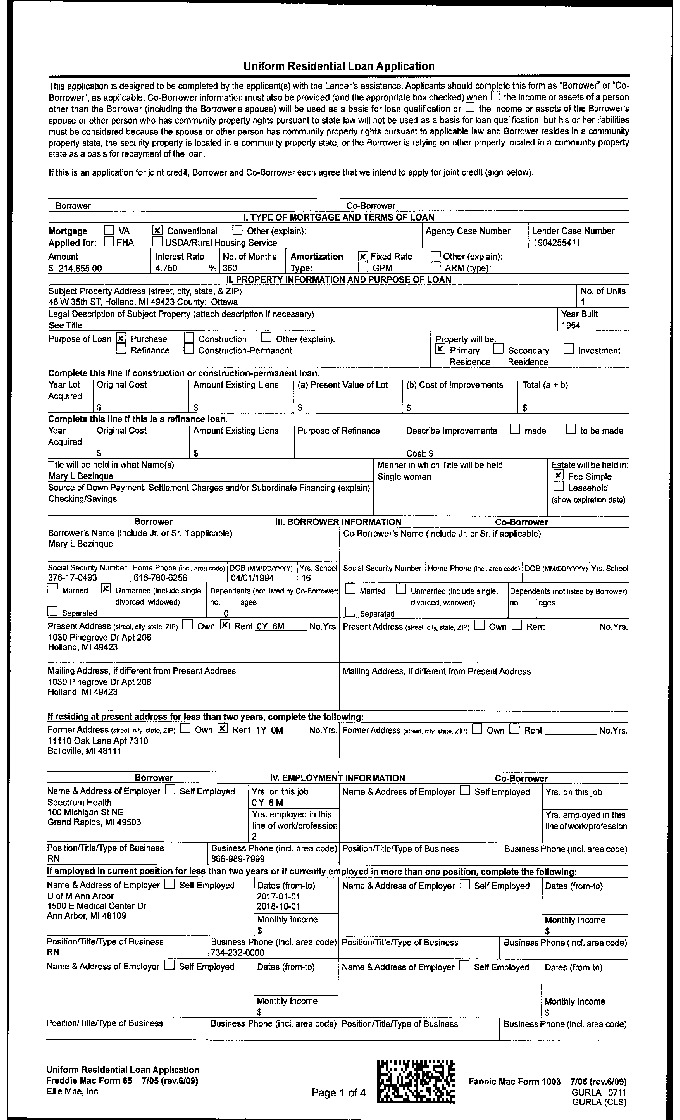 Uniform Residential Loan Application
This application is designed to be completed by the applicant(s) with the Lender's assistance. Applicants should complete this form as "Borrower" or "Co-
Borrower", as applicable. Co-Borrower information must also be provided (and the appropriate box checked) when the income or assets of a person
other than the Borrower (including the Borrower's spouse) will be used as a basis for loan qualification or the income or assets of the Borrower's
spouse or other person who has community property rights pursuant to state law will not be used as a basis for loan qualification, but his or her liabilities
must be considered because the spouse or other person has community property rights pursuant to applicable law and Borrower resides in a community
property state, the security property is located in a community property state, or the Borrower is relying on other property located in a community property
state as a basis for repayment of the loan.
If this is an application for joint credit, Borrower and Co-Borrower each agree that we intend to apply for joint credit (sign below).
Borrower Co-Borrower
I. TYPE OF MORTGAGE AND TERMS OF LOAN
Mortgage VA Conventional Other (explain): Agency Case Number Lender Case Number
Applied for: FHA USDA/Rural Housing Service
Amount Interest Rate No. of Months Amortization Fixed Rate Other (explain):
$ 214,655.00 4.750 % 360 Type: GPM ARM (type):
II. PROPERTY INFORMATION AND PURPOSE OF LOAN
Subject Property Address (street, city, state, & ZIP) No. of Units
46 W 35th ST, Holland, MI 49423 County: Ottawa 1
Legal Description of Subject Property (attach description if necessary) Year Built
See Title 1964
Purpose of Loan Purchase Construction Other (explain): Property will be:
Refinance Construction-Permanent Primary Secondary Investment
Residence Residence
Complete this line if construction or construction-permanent loan.
Year Lot Original Cost Amount Existing Liens (a) Present Value of Lot (b) Cost of Improvements Total (a + b)
Acquired
$ $ $ $ $
Complete this line if this is a refinance loan.
Year Original Cost Amount Existing Liens Purpose of Refinance Describe Improvements made to be made
Acquired
$ $ Cost: $
Title will be held in what Name(s) Manner in which Title will be held Estate will be held in:
Mary L Bezinque Single woman Fee Simple
Source of Down Payment, Settlement Charges and/or Subordinate Financing (explain) Leasehold
Checking/Savings (show expiration date)
Borrower III. BORROWER INFORMATION Co-Borrower
Borrower's Name (include Jr. or Sr. if applicable) Co-Borrower's Name (include Jr. or Sr. if applicable)
Mary L Bezinque
Social Security Number Home Phone (incl. area code) DOB (MM/DD/YYYY) Yrs. School Social Security Number Home Phone (incl. area code) DOB (MM/DD/YYYY) Yrs. School
376-17-0493 616-780-6256 04/01/1994 16
Married Unmarried (include single, Dependents (not listed by Co-Borrower) Married Unmarried (include single, Dependents (not listed by Borrower)
divorced, widowed) no. ages divorced, widowed) no. ages
Separated 0 Separated
Present Address (street, city, state, ZIP) Own Rent CY 6M No. Yrs. Present Address (street, city, state, ZIP) Own Rent No. Yrs.
1030 Pinegrove Dr Apt 206
Holland, MI 49423
Mailing Address, if different from Present Address Mailing Address, if different from Present Address
1030 Pinegrove Dr Apt 206
Holland, MI 49423
If residing at present address for less than two years, complete the following:
Former Address (street, city, state, ZIP) Own Rent 1Y 0M No. Yrs. Former Address (street, city, state, ZIP) Own Rent No. Yrs.
11110 Oak Lane Apt 7310
Belleville, MI 48111
Borrower IV. EMPLOYMENT INFORMATION Co-Borrower
Name & Address of Employer Self Employed Yrs. on this job Name & Address of Employer Self Employed Yrs. on this job
Spectrum Health CY 6M
100 Michigan St NE Yrs. employed in this Yrs. employed in this
Grand Rapids, MI 49503 line of work/profession line of work/profession
2
Position/Title/Type of Business Business Phone (incl. area code) Position/Title/Type of Business Business Phone (incl. area code)
RN 866-989-7999
If employed in current position for less than two years or if currently employed in more than one position, complete the following:
Name & Address of Employer Self Employed Dates (from-to) Name & Address of Employer Self Employed Dates (from-to)
U of M Ann Arbor 2017-01-01
1500 E Medical Center Dr 2018-10-01
Ann Arbor, MI 48109 Monthly Income Monthly Income
$ $
Position/Title/Type of Business Business Phone (incl. area code) Position/Title/Type of Business Business Phone (incl. area code)
RN 734-232-0000
Name & Address of Employer Self Employed Dates (from-to) Name & Address of Employer Self Employed Dates (from-to)
Monthly Income Monthly Income
$ $
Position/Title/Type of Business Business Phone (incl. area code) Position/Title/Type of Business Business Phone (incl. area code)
Uniform Residential Loan Application
Freddie Mac Form 65 7/05 (rev.6/09) Fannie Mae Form 1003 7/05 (rev.6/09)
Ellie Mae, Inc. Page 1 of 4 GURLA 0711
GURLA (CLS)